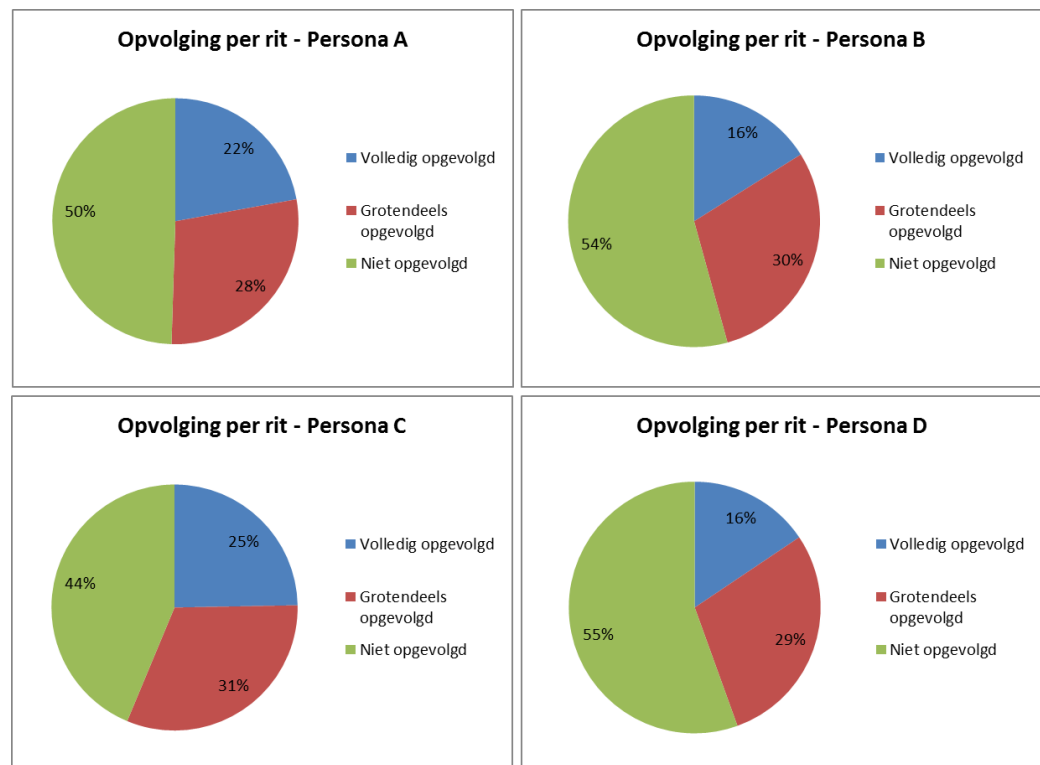 Opvolging per rit - Persona A
22%
28%
50%
Volledig opgevolgd
Grotendeels
opgevolgd
Niet opgevolgd
Opvolging per rit - Persona B
16%
30%
54%
Volledig opgevolgd
Grotendeels
opgevolgd
Niet opgevolgd
Opvolging per rit - Persona C
25%
31%
44%
Volledig opgevolgd
Grotendeels
opgevolgd
Niet opgevolgd
Opvolging per rit - Persona D
16%
29%
55%
Volledig opgevolgd
Grotendeels
opgevolgd
Niet opgevolgd